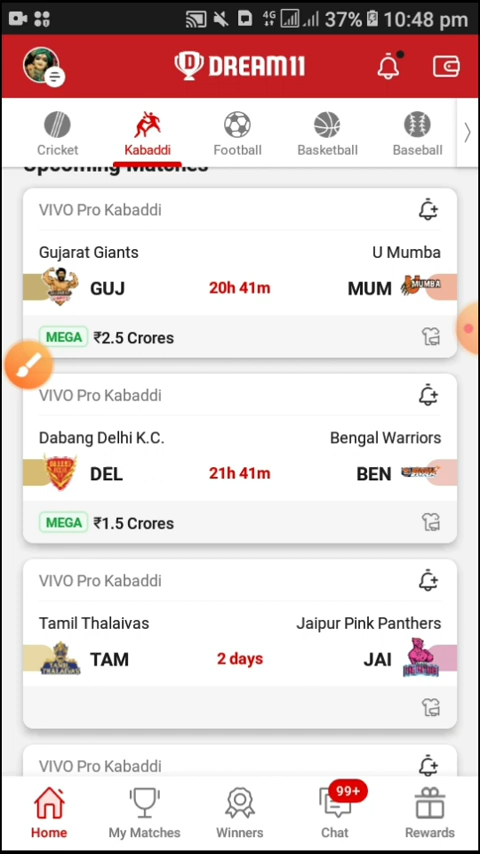 4G 37% 10:48 pm
DREAM11
Cricket Kabaddi Football Basketball Baseball
Upcoming Matches
VIVO Pro Kabaddi
Gujarat Giants U Mumba
GUJ 20h 41m MUM MUMBA
MEGA ₹2.5 Crores
VIVO Pro Kabaddi
Dabang Delhi K.C. Bengal Warriors
DEL 21h 41m BEN
MEGA ₹1.5 Crores
VIVO Pro Kabaddi
Tamil Thalaivas Jaipur Pink Panthers
TAM 2 days JAI
VIVO Pro Kabaddi
99+
Home My Matches Winners Chat Rewards